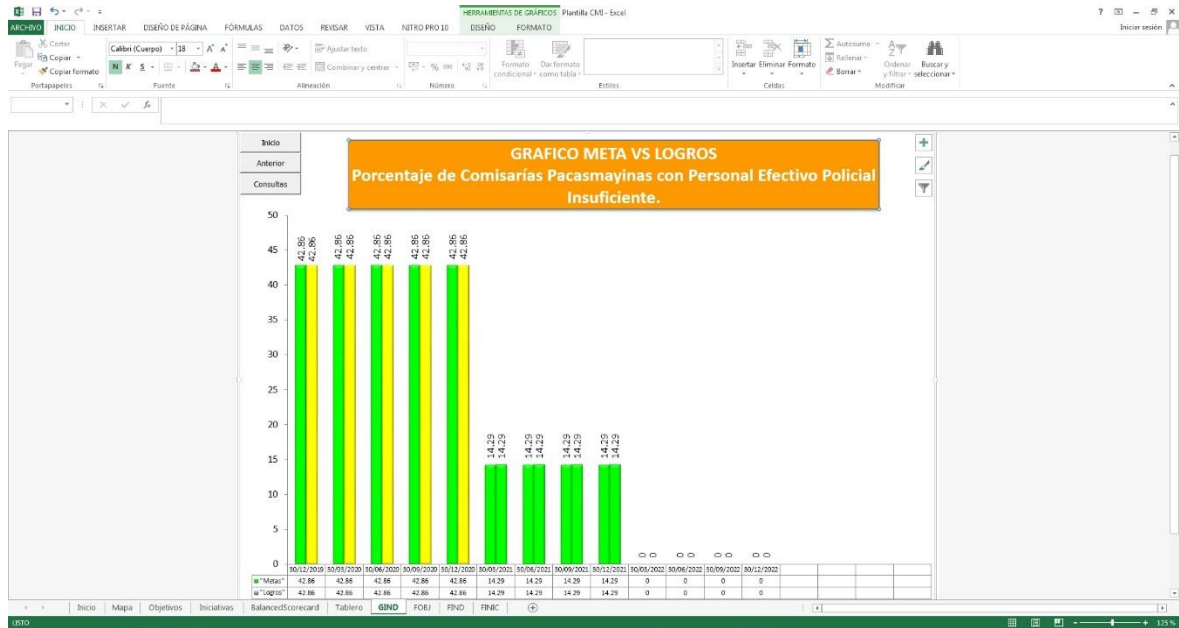 HERRAMIENTAS DE GRÁFICOS Plantilla CMI - Excel
ARCHIVO INICIO INSERTAR DISEÑO DE PÁGINA FÓRMULAS DATOS REVISAR VISTA NITRO PRO 10 DISEÑO FORMATO Iniciar sesión
Pegar
Cortar
Copiar
Copiar formato
Portapapeles
Calibri (Cuerpo) 18
N K S
Fuente
Ajustar texto
Combinar y centrar
Alineación
% 000
Número
Formato condicional
Dar formato como tabla
Estilos
Insertar Eliminar Formato
Celdas
Autosuma
Rellenar
Borrar
Ordenar y filtrar
Buscar y seleccionar
Modificar
fx
Inicio
Anterior
Consultas
GRAFICO META VS LOGROS
Porcentaje de Comisarías Pacasmayinas con Personal Efectivo Policial
Insuficiente.
50
45
40
35
30
25
20
15
10
5
0
42.86 42.86 42.86 42.86 42.86 42.86 42.86 42.86 42.86 42.86 14.29 14.29 14.29 14.29 14.29 14.29 14.29 14.29 0 0 0 0 0 0 0 0
30/12/2019 30/03/2020 30/06/2020 30/09/2020 30/12/2020 30/03/2021 30/06/2021 30/09/2021 30/12/2021 30/03/2022 30/06/2022 30/09/2022 30/12/2022
"Metas" 42.86 42.86 42.86 42.86 42.86 14.29 14.29 14.29 14.29 0 0 0 0
"Logros" 42.86 42.86 42.86 42.86 42.86 14.29 14.29 14.29 14.29 0 0 0 0
Inicio Mapa Objetivos Iniciativas BalancedScorecard Tablero GIND FOBJ FIND FINIC
LISTO 125 %